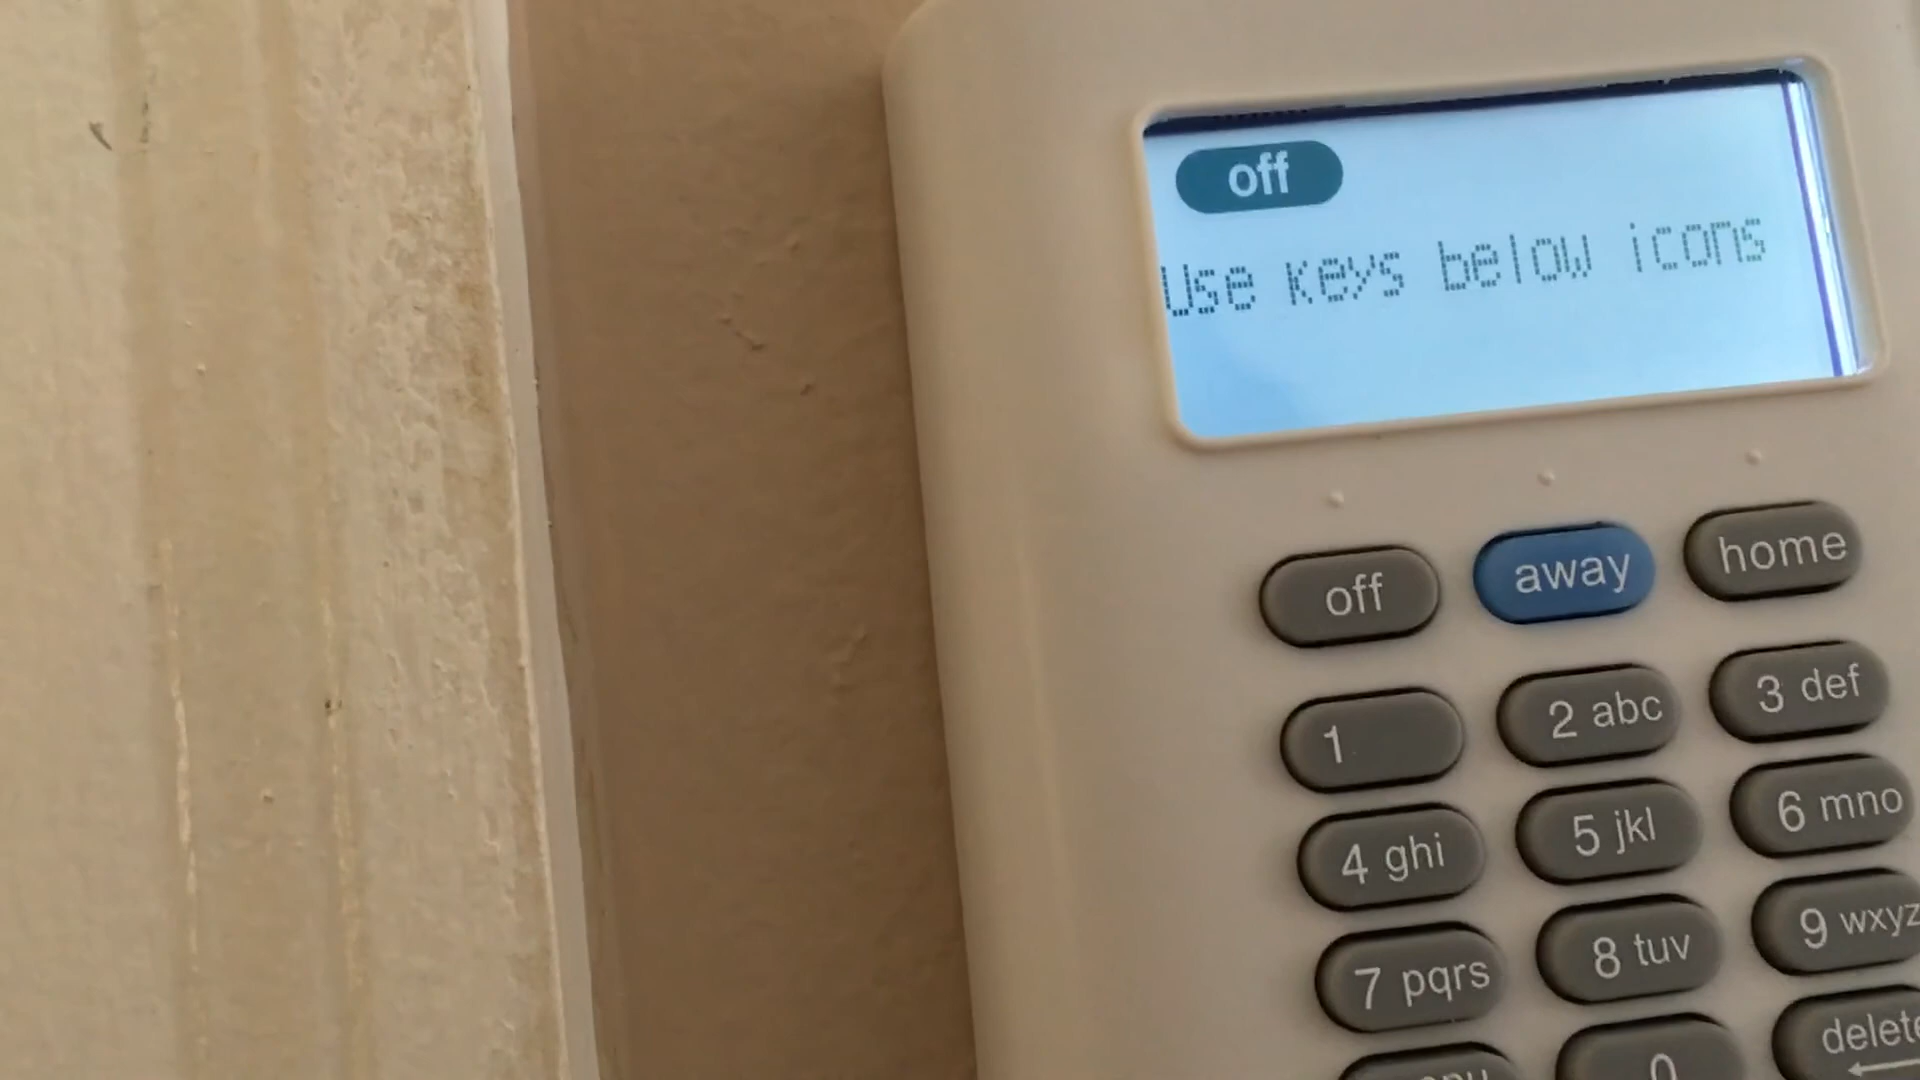 off
Use keys below icons
off away home
1 2 abc 3 def
4 ghi 5 jkl 6 mno
7 pqrs 8 tuv 9 wxyz
0 delete